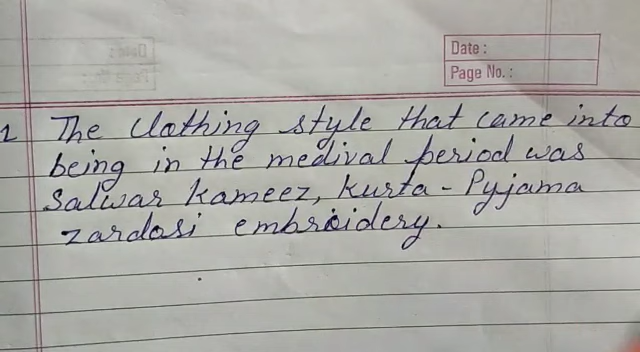 Date :
Page No. :
1 The Clothing style that came into
being in the medival period was
Salwar Kameez, Kurta - Pyjama
zardosi embroidery.